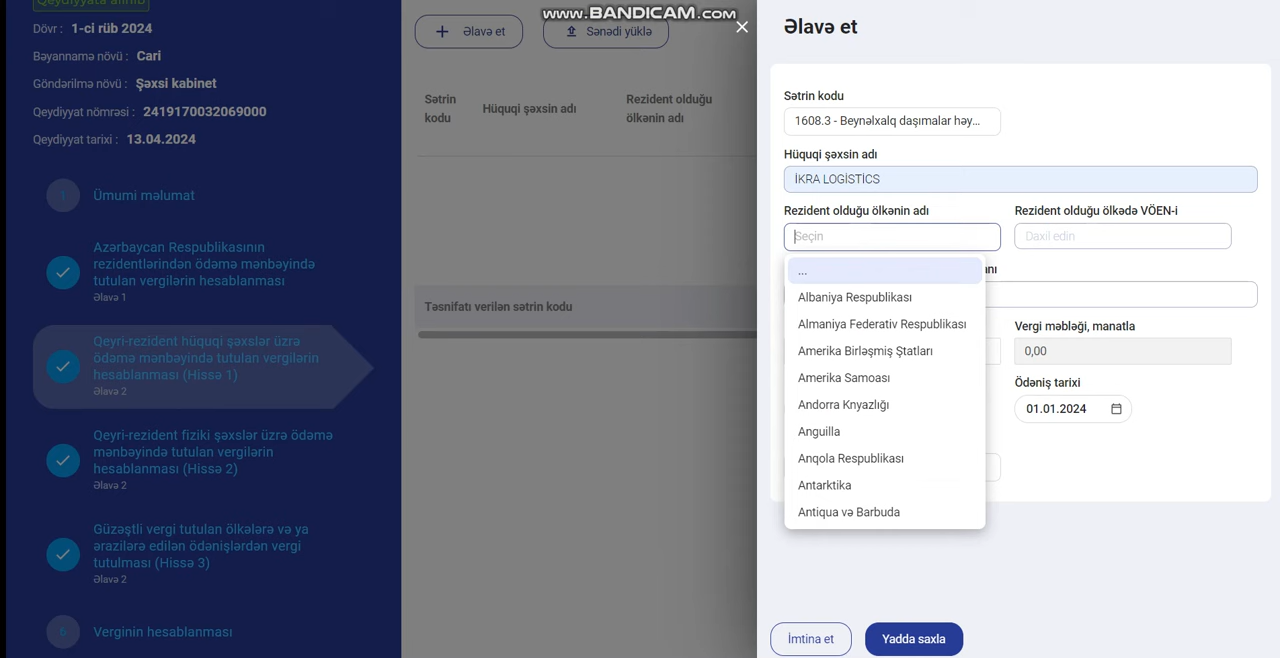 Qeydiyyata alınıb
Dövr : 1-ci rüb 2024
Bəyannamə növü : Cari
Göndərilmə növü : Şəxsi kabinet
Qeydiyyat nömrəsi : 2419170032069000
Qeydiyyat tarixi : 13.04.2024
1
Ümumi məlumat
Azərbaycan Respublikasının
rezidentlərindən ödəmə mənbəyində
tutulan vergilərin hesablanması
Əlavə 1
Qeyri-rezident hüquqi şəxslər üzrə
ödəmə mənbəyində tutulan vergilərin
hesablanması (Hissə 1)
Əlavə 2
Qeyri-rezident fiziki şəxslər üzrə ödəmə
mənbəyində tutulan vergilərin
hesablanması (Hissə 2)
Əlavə 2
Güzəştli vergi tutulan ölkələrə və ya
ərazilərə edilən ödənişlərdən vergi
tutulması (Hissə 3)
Əlavə 2
6
Verginin hesablanması
www.BANDICAM.com
Əlavə et
Sənədi yüklə
Sətrin
kodu
Hüquqi şəxsin adı
Rezident olduğu
ölkənin adı
Təsnifatı verilən sətrin kodu
Əlavə et
Sətrin kodu
1608.3 - Beynəlxalq daşımalar həy...
Hüquqi şəxsin adı
İKRA LOGİSTİCS
Rezident olduğu ölkənin adı
Rezident olduğu ölkədə VÖEN-i
Seçin
Daxil edin
...
Albaniya Respublikası
Almaniya Federativ Respublikası
Amerika Birləşmiş Ştatları
Amerika Samoası
Andorra Knyazlığı
Anguilla
Anqola Respublikası
Antarktika
Antiqua və Barbuda
Vergi məbləği, manatla
0,00
Ödəniş tarixi
01.01.2024
İmtina et
Yadda saxla